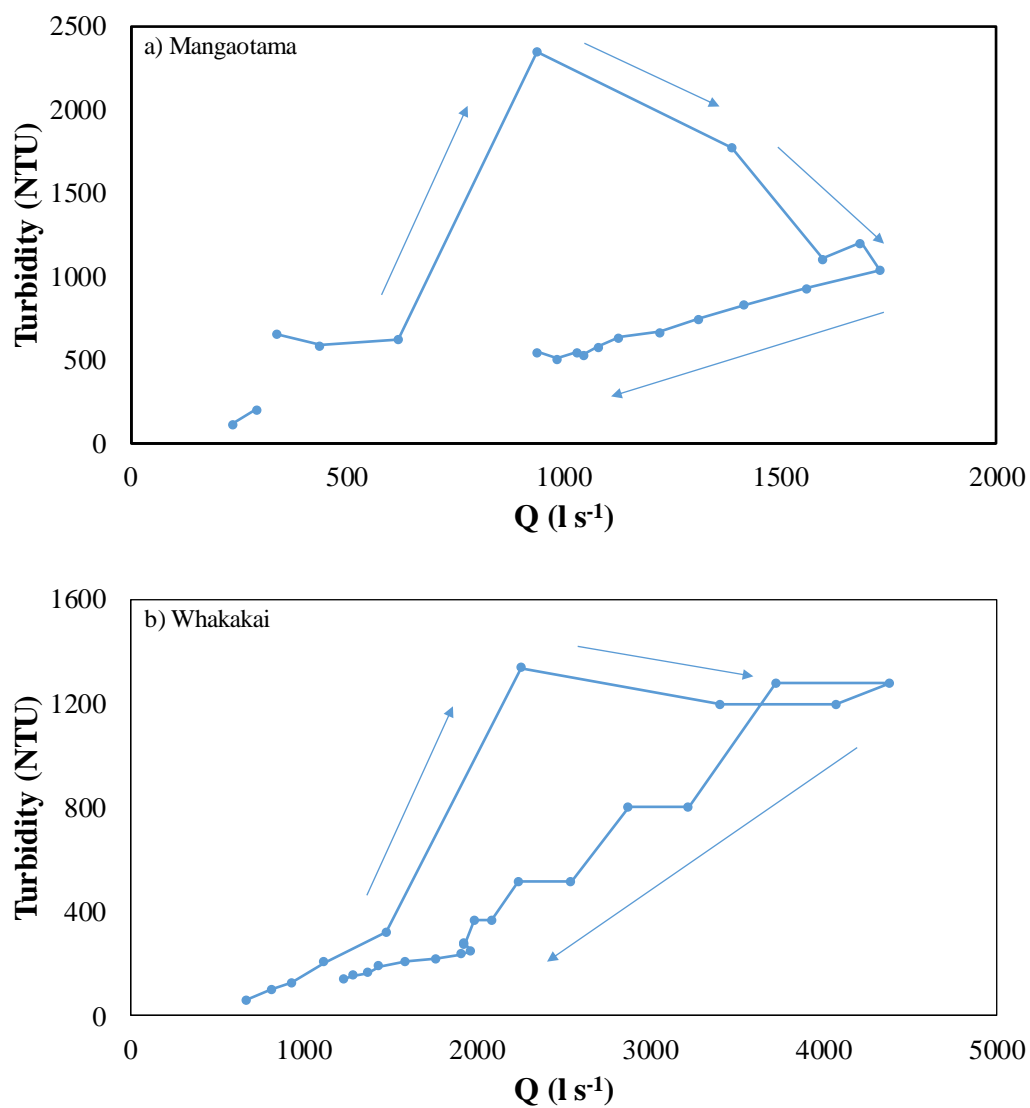 a) Mangaotama
Turbidity (NTU)
2500
2000
1500
1000
500
0
0 500 1000 1500 2000
Q (l s⁻¹)
b) Whakakai
Turbidity (NTU)
1600
1200
800
400
0
0 1000 2000 3000 4000 5000
Q (l s⁻¹)